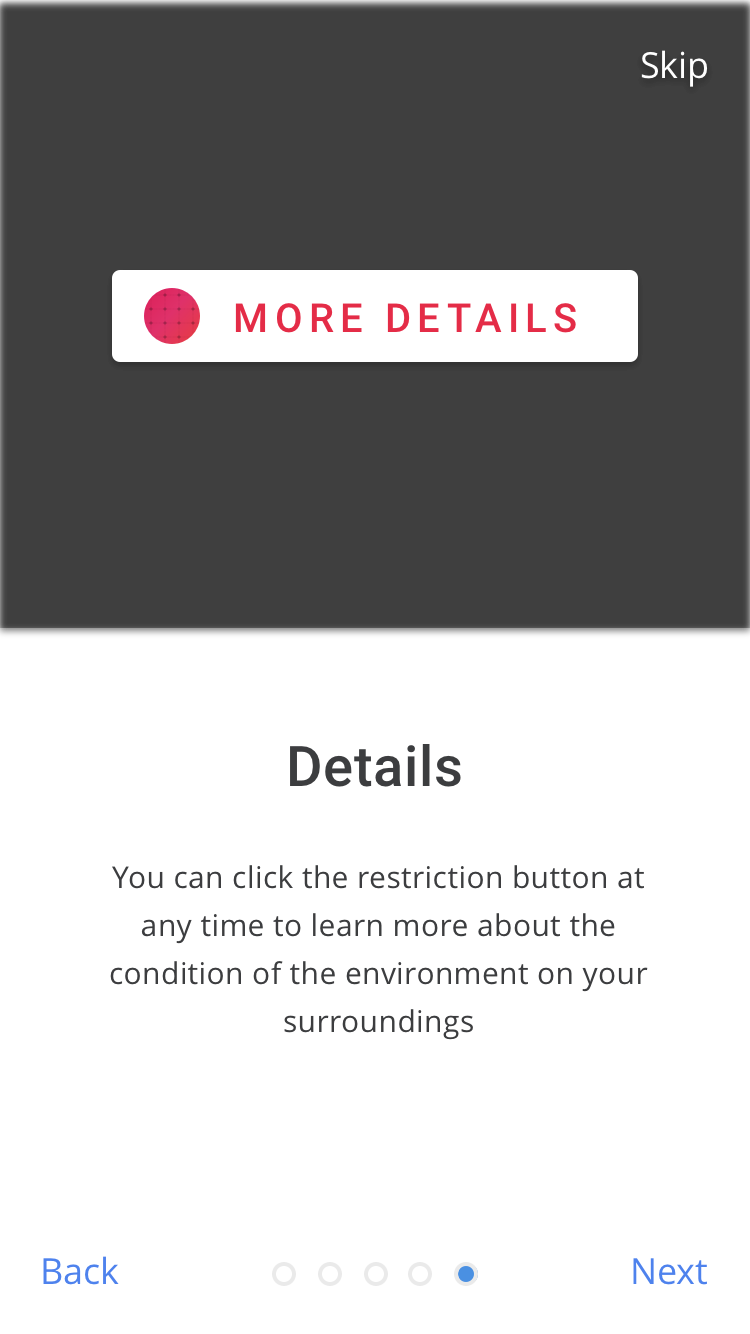 Skip
MORE DETAILS
Details
You can click the restriction button at
any time to learn more about the
condition of the environment on your
surroundings
Back
Next